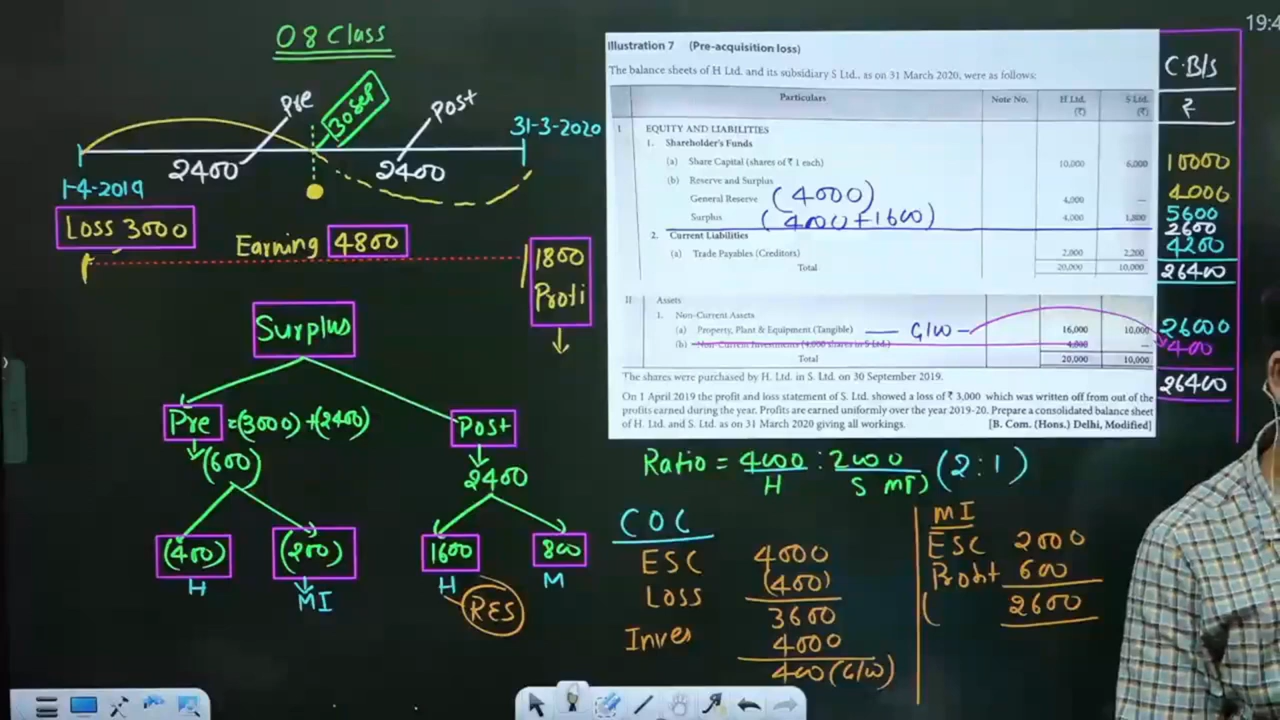 19:4
08 Class
Pre
30 Sep
Post
31-3-2020
2400
2400
1-4-2019
Loss 3000
Earning 4800
1800
Profi
Surplus
Pre = (3000) + (2400)
Post
(600)
2400
(400)
(200)
1600
800
H
MI
H
M
RES
Illustration 7 (Pre-acquisition loss)
The balance sheets of H Ltd. and its subsidiary S Ltd., as on 31 March 2020, were as follows:
Particulars Note No. H Ltd. (₹) S Ltd. (₹)
I EQUITY AND LIABILITIES
1. Shareholder's Funds
(a) Share Capital (shares of ₹ 1 each) 10,000 6,000
(b) Reserve and Surplus
General Reserve (4000) 4,000 —
Surplus (4000+1600) 4,000 1,800
2. Current Liabilities
(a) Trade Payables (Creditors) 2,000 2,200
Total 20,000 10,000
II Assets
1. Non-Current Assets
(a) Property, Plant & Equipment (Tangible) — G/W — 16,000 10,000
(b) Non-Current Investments (4,000 shares in S Ltd.) 4,000 —
Total 20,000 10,000
The shares were purchased by H. Ltd. in S. Ltd. on 30 September 2019.
On 1 April 2019 the profit and loss statement of S. Ltd. showed a loss of ₹ 3,000 which was written off from out of the
profits earned during the year. Profits are earned uniformly over the year 2019-20. Prepare a consolidated balance sheet
of H Ltd. and S. Ltd. as on 31 March 2020 giving all workings.
[B. Com. (Hons.) Delhi, Modified]
C.B/S
₹
10000
4000
5600
2600
4200
26400
26000
400
26400
Ratio = 4000 : 2000 (2:1)
H S MI)
COC
ESC 4000
Loss (400)
3600
Inves 4000
400 (G/W)
MI
ESC 2000
Profit 600
2600